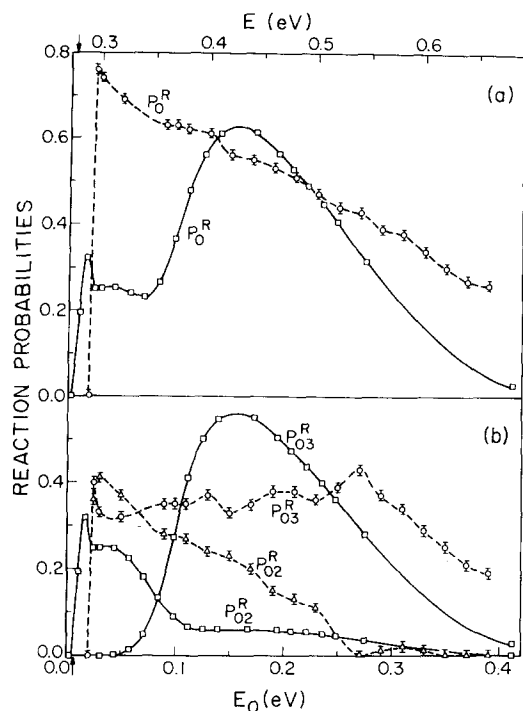 E (eV)
0.3 0.4 0.5 0.6
0.8
(a)
P₀ᴿ
0.6
0.4
P₀ᴿ
0.2
0.0
REACTION PROBABILITIES
(b)
P₀₃ᴿ
0.4
P₀₃ᴿ
P₀₂ᴿ
0.2
P₀₂ᴿ
0.0
0.0 0.1 0.2 0.3 0.4
E₀(eV)